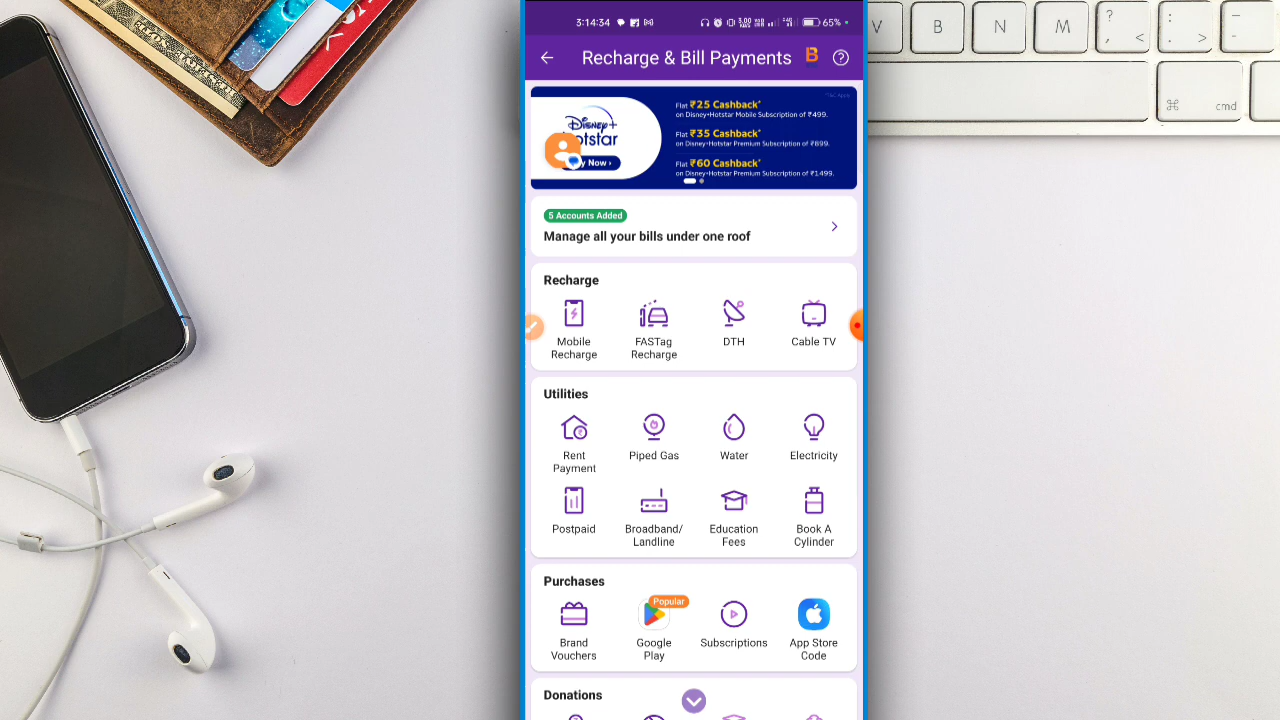 3:14:34
65%
Recharge & Bill Payments
B
?
Disney+
hotstar
Now ›
Flat ₹25 Cashback*
on Disney+Hotstar Mobile Subscription of ₹499.
Flat ₹35 Cashback*
on Disney+Hotstar Premium Subscription of ₹899.
Flat ₹60 Cashback*
on Disney+Hotstar Premium Subscription of ₹1499.
5 Accounts Added
Manage all your bills under one roof
Recharge
Mobile Recharge
FASTag Recharge
DTH
Cable TV
Utilities
Rent Payment
Piped Gas
Water
Electricity
Postpaid
Broadband/ Landline
Education Fees
Book A Cylinder
Purchases
Popular
Brand Vouchers
Google Play
Subscriptions
App Store Code
Donations
V
B
N
M
? , <
: . >
_ -
⌘ cmd